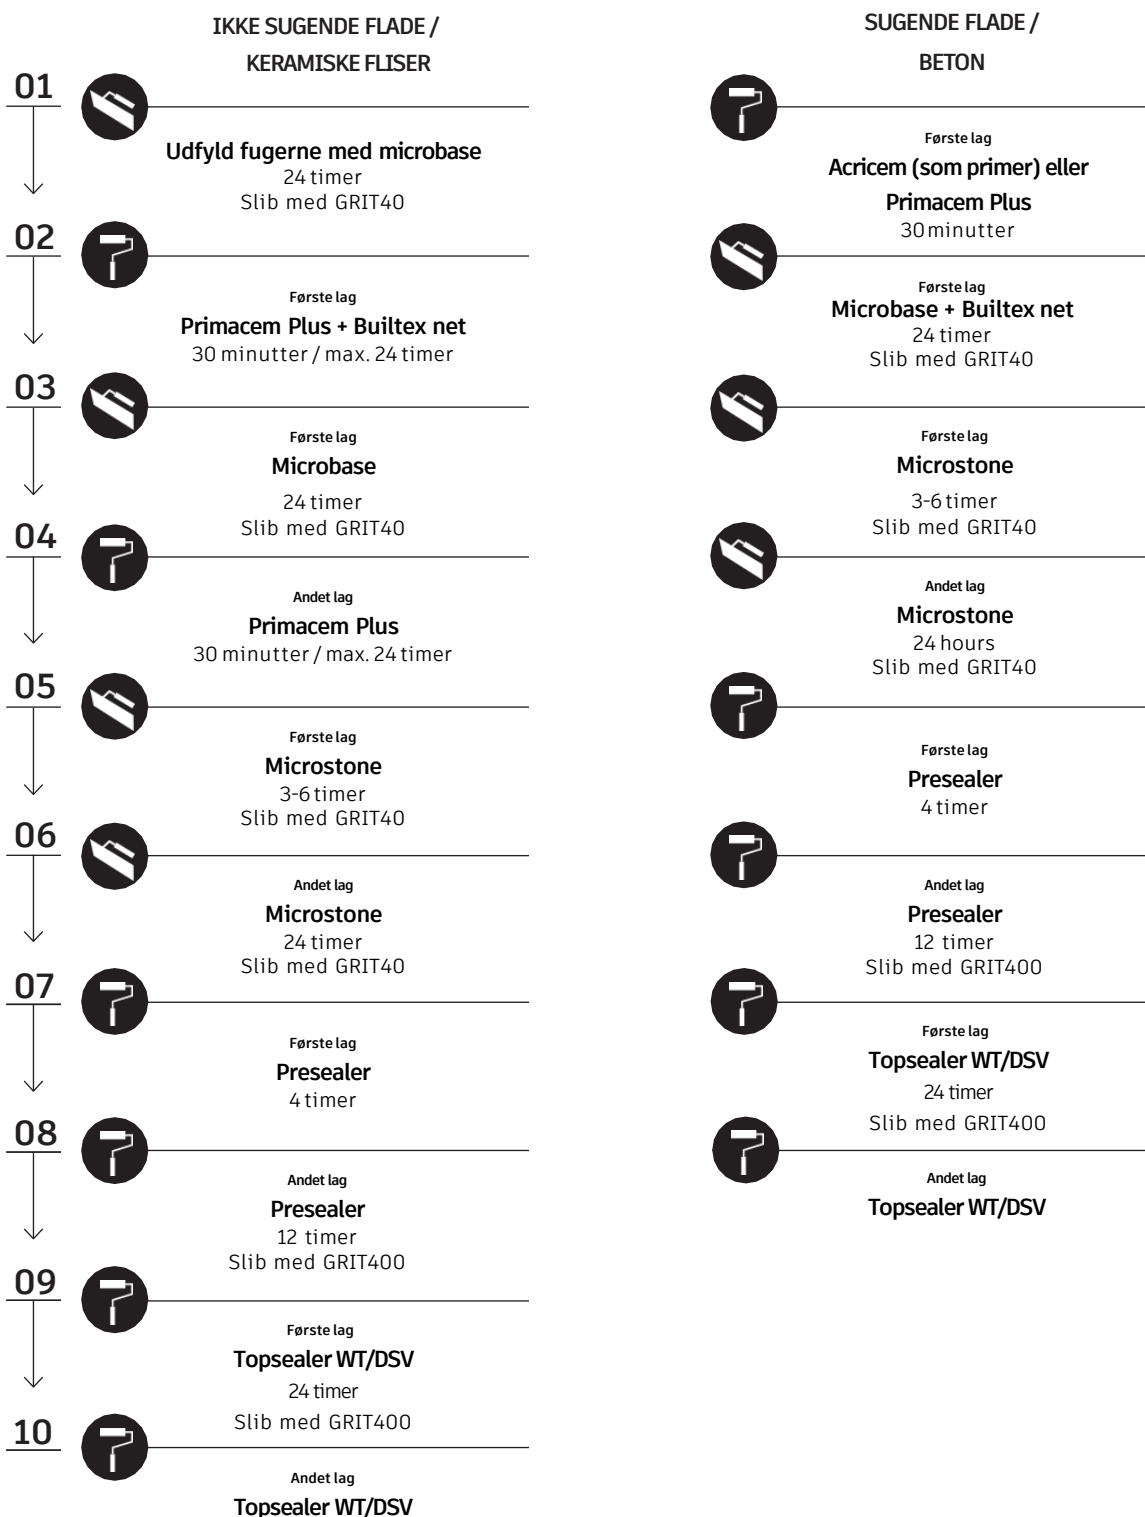 IKKE SUGENDE FLADE /
KERAMISKE FLISER
01
Udfyld fugerne med microbase
24 timer
Slib med GRIT40
02
Første lag
Primacem Plus + Builtex net
30 minutter / max. 24 timer
03
Første lag
Microbase
24 timer
Slib med GRIT40
04
Andet lag
Primacem Plus
30 minutter / max. 24 timer
05
Første lag
Microstone
3-6 timer
Slib med GRIT40
06
Andet lag
Microstone
24 timer
Slib med GRIT40
07
Første lag
Presealer
4 timer
08
Andet lag
Presealer
12 timer
Slib med GRIT400
09
Første lag
Topsealer WT/DSV
24 timer
Slib med GRIT400
10
Andet lag
Topsealer WT/DSV
SUGENDE FLADE /
BETON
Første lag
Acricem (som primer) eller
Primacem Plus
30 minutter
Første lag
Microbase + Builtex net
24 timer
Slib med GRIT40
Første lag
Microstone
3-6 timer
Slib med GRIT40
Andet lag
Microstone
24 hours
Slib med GRIT40
Første lag
Presealer
4 timer
Andet lag
Presealer
12 timer
Slib med GRIT400
Første lag
Topsealer WT/DSV
24 timer
Slib med GRIT400
Andet lag
Topsealer WT/DSV